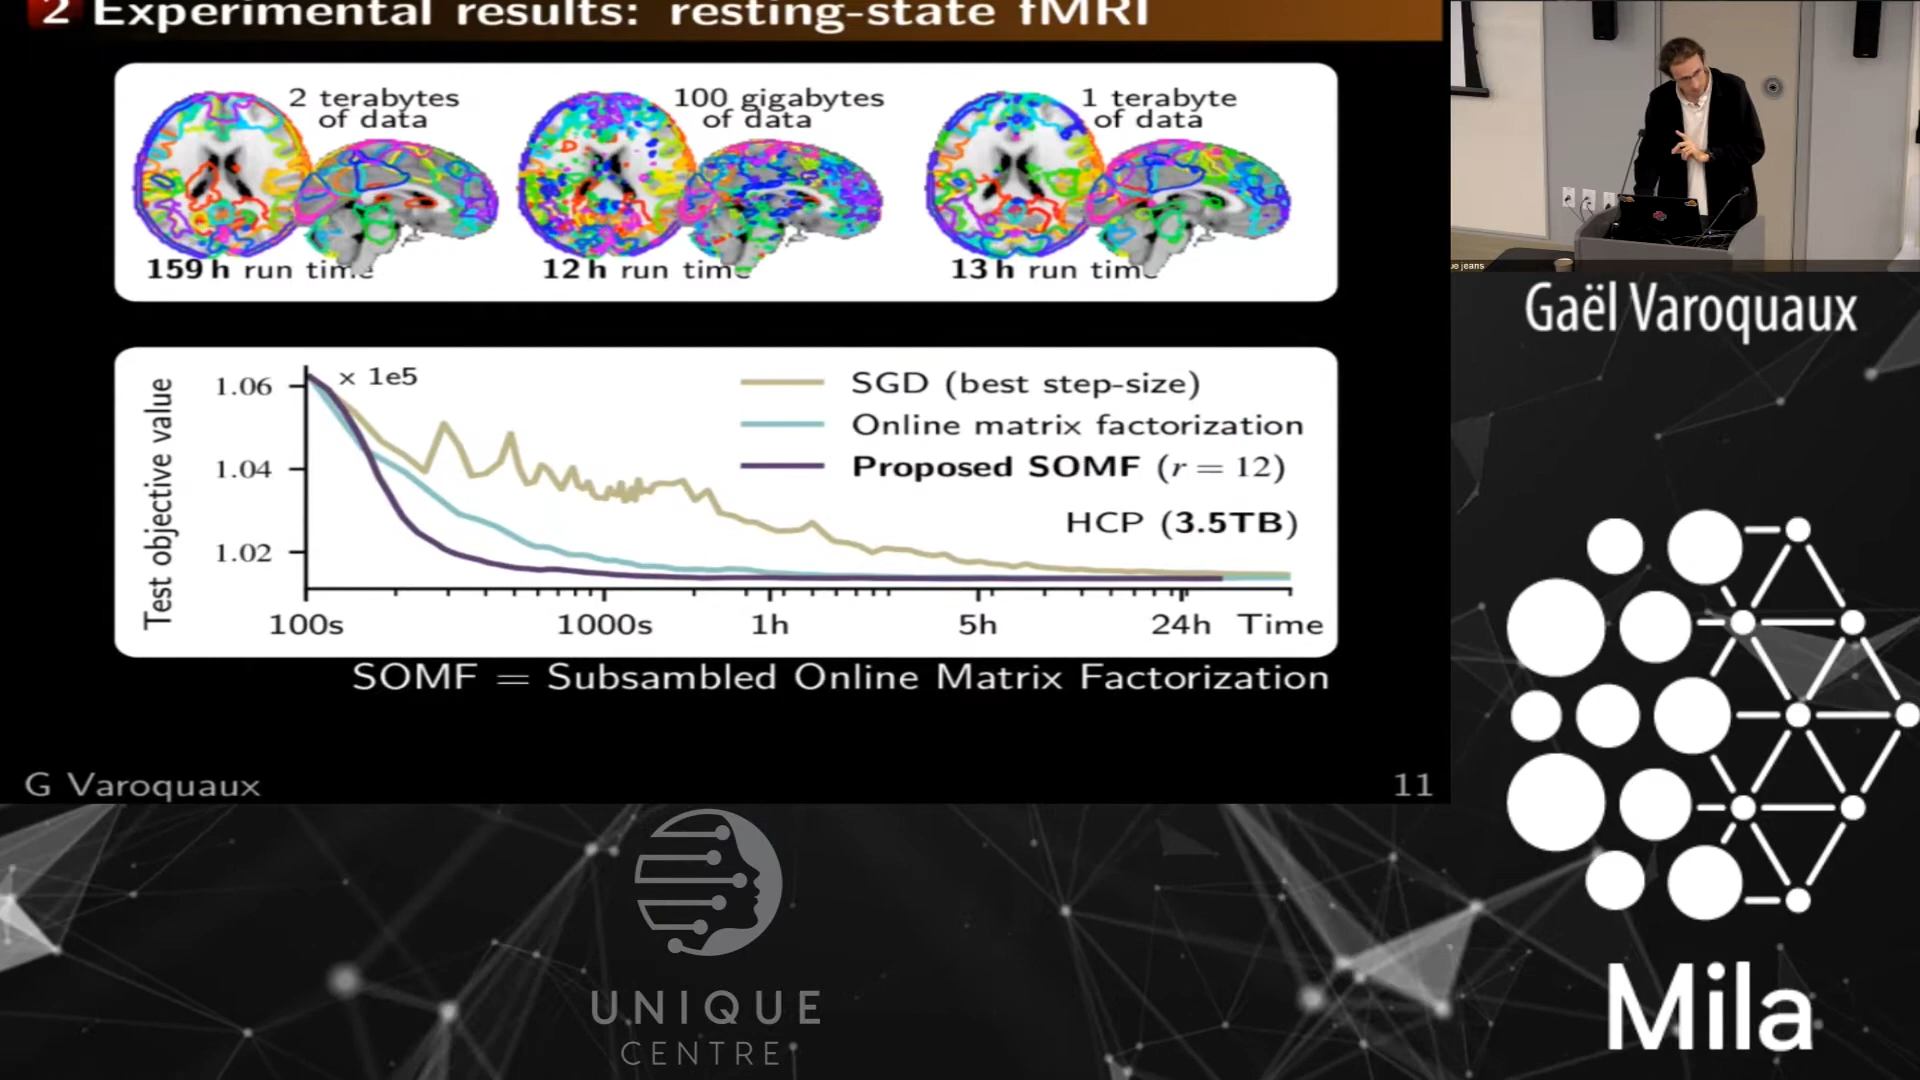 2 Experimental results: resting-state fMRI
2 terabytes
of data
100 gigabytes
of data
1 terabyte
of data
159 h run time
12 h run time
13 h run time
Test objective value
× 1e5
1.06
1.04
1.02
SGD (best step-size)
Online matrix factorization
Proposed SOMF (r = 12)
HCP (3.5TB)
100s
1000s
1h
5h
24h
Time
SOMF = Subsambled Online Matrix Factorization
G Varoquaux
11
Gaël Varoquaux
UNIQUE
CENTRE
Mila